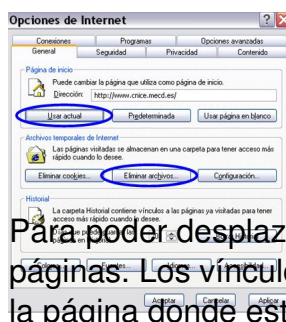 Opciones de Internet
Conexiones Programas Opciones avanzadas
General Seguridad Privacidad Contenido
Página de inicio
Puede cambiar la página que utiliza como página de inicio.
Dirección: http://www.cnice.mecd.es/
Usar actual Predeterminada Usar página en blanco
Archivos temporales de Internet
Las páginas visitadas se almacenan en una carpeta para tener acceso más
rápido cuando lo desee.
Eliminar cookies... Eliminar archivos... Configuración...
Historial
La carpeta Historial contiene vínculos a las páginas ya visitadas para tener
acceso más rápido cuando lo desee.
Para poder desplaz
páginas. Los víncul
Aceptar Cancelar Aplicar
la página donde est